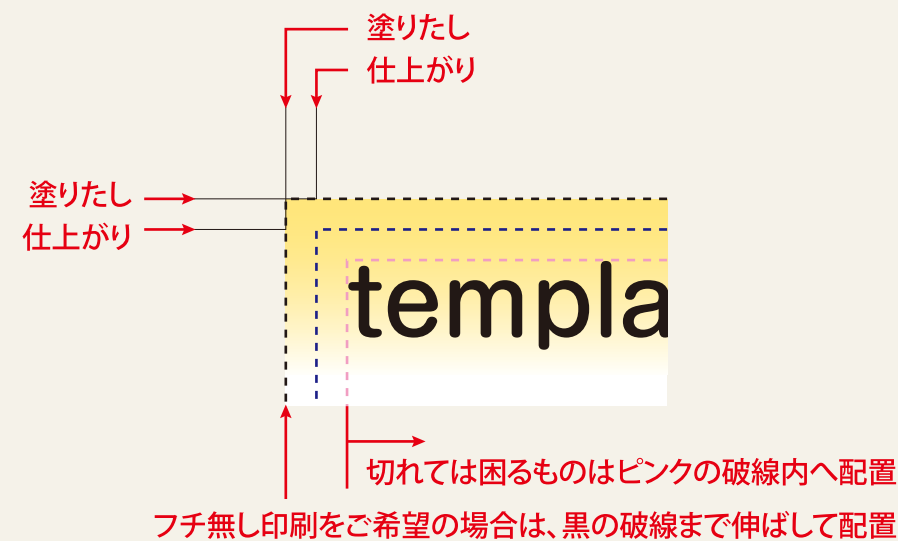 塗りたし
仕上がり
塗りたし
仕上がり
templa
切れては困るものはピンクの破線内へ配置
フチ無し印刷をご希望の場合は、黒の破線まで伸ばして配置